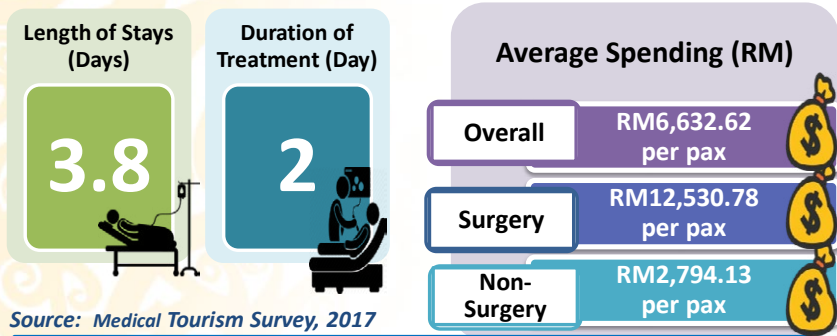 Length of Stays
(Days)
3.8
Duration of
Treatment (Day)
2
Source: Medical Tourism Survey, 2017
Average Spending (RM)
Overall
RM6,632.62
per pax
$
Surgery
RM12,530.78
per pax
$
Non-
Surgery
RM2,794.13
per pax
$